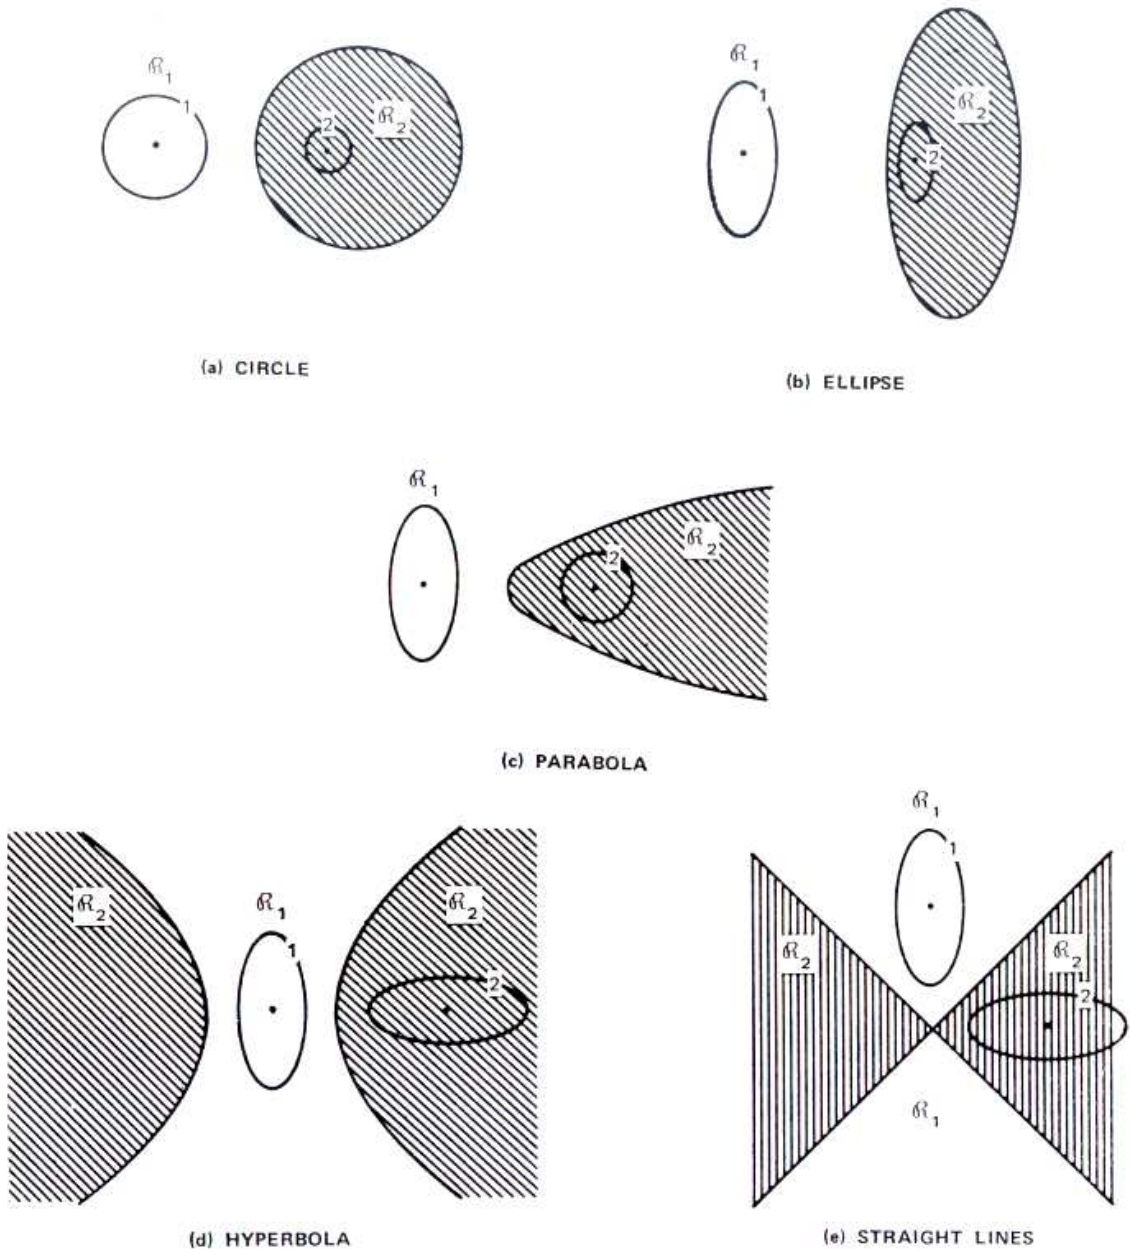 ℛ₁
1
2
ℛ₂
(a) CIRCLE
ℛ₁
1
ℛ₂
2
(b) ELLIPSE
ℛ₁
2
ℛ₂
(c) PARABOLA
ℛ₂
ℛ₁
1
ℛ₂
2
(d) HYPERBOLA
ℛ₁
1
ℛ₂
ℛ₂
2
ℛ₁
(e) STRAIGHT LINES